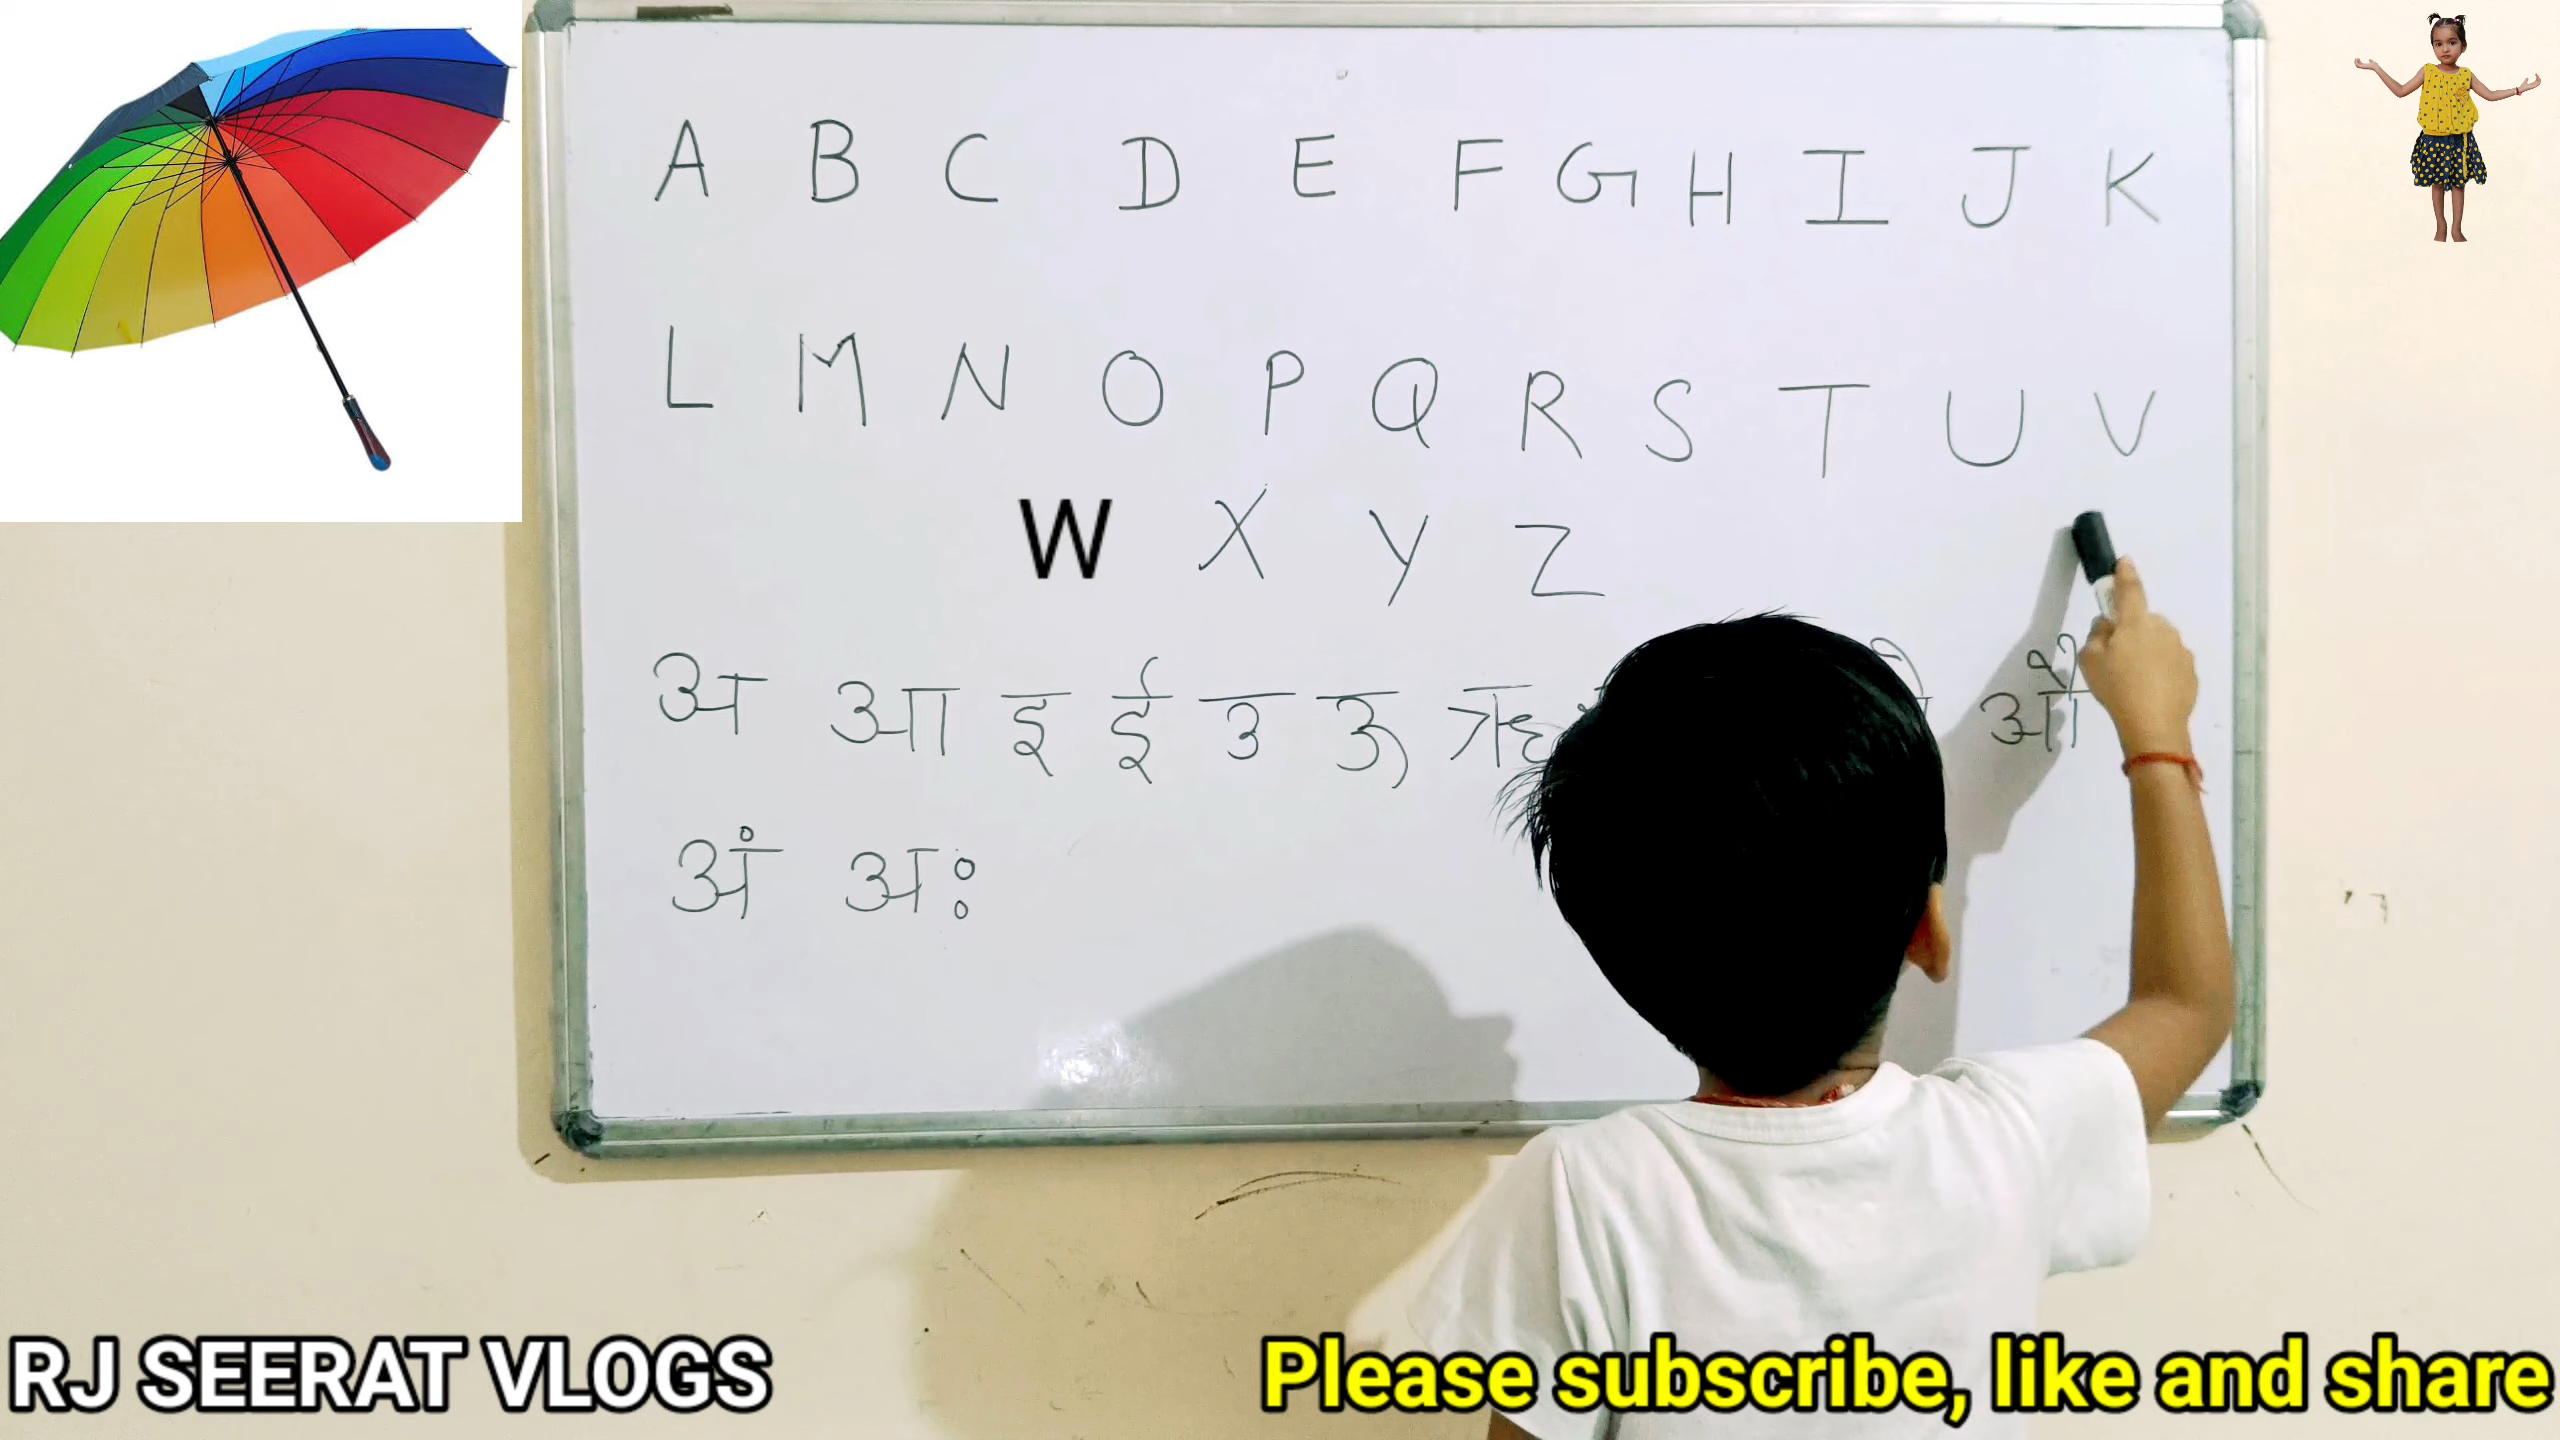 A B C D E F G H I J K
L M N O P Q R S T U V
W X Y Z
अ आ इ ई उ ऊ ऋ औ
अं अः
RJ SEERAT VLOGS
Please subscribe, like and share